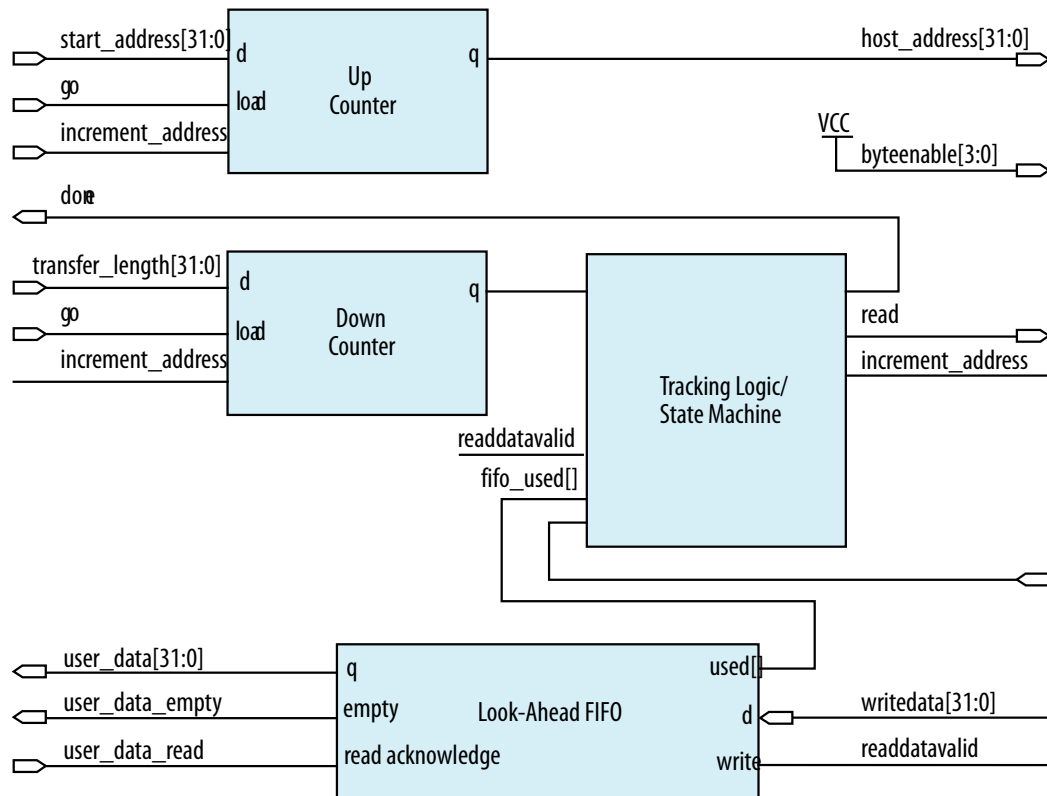 start_address[31:0]
d
q
host_address[31:0]
Up
Counter
go
load
increment_address
VCC
byteenable[3:0]
done
transfer_length[31:0]
d
q
go
load
Down
Counter
read
increment_address
increment_address
Tracking Logic/
State Machine
readdatavalid
fifo_used[]
user_data[31:0]
q
used[]
user_data_empty
empty
Look-Ahead FIFO
d
writedata[31:0]
user_data_read
read acknowledge
write
readdatavalid